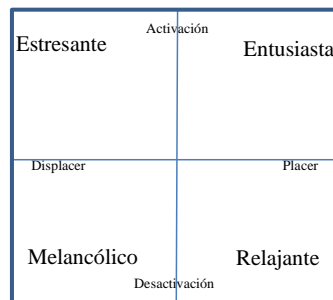 Activación
Estresante
Entusiasta
Displacer
Placer
Melancólico
Relajante
Desactivación